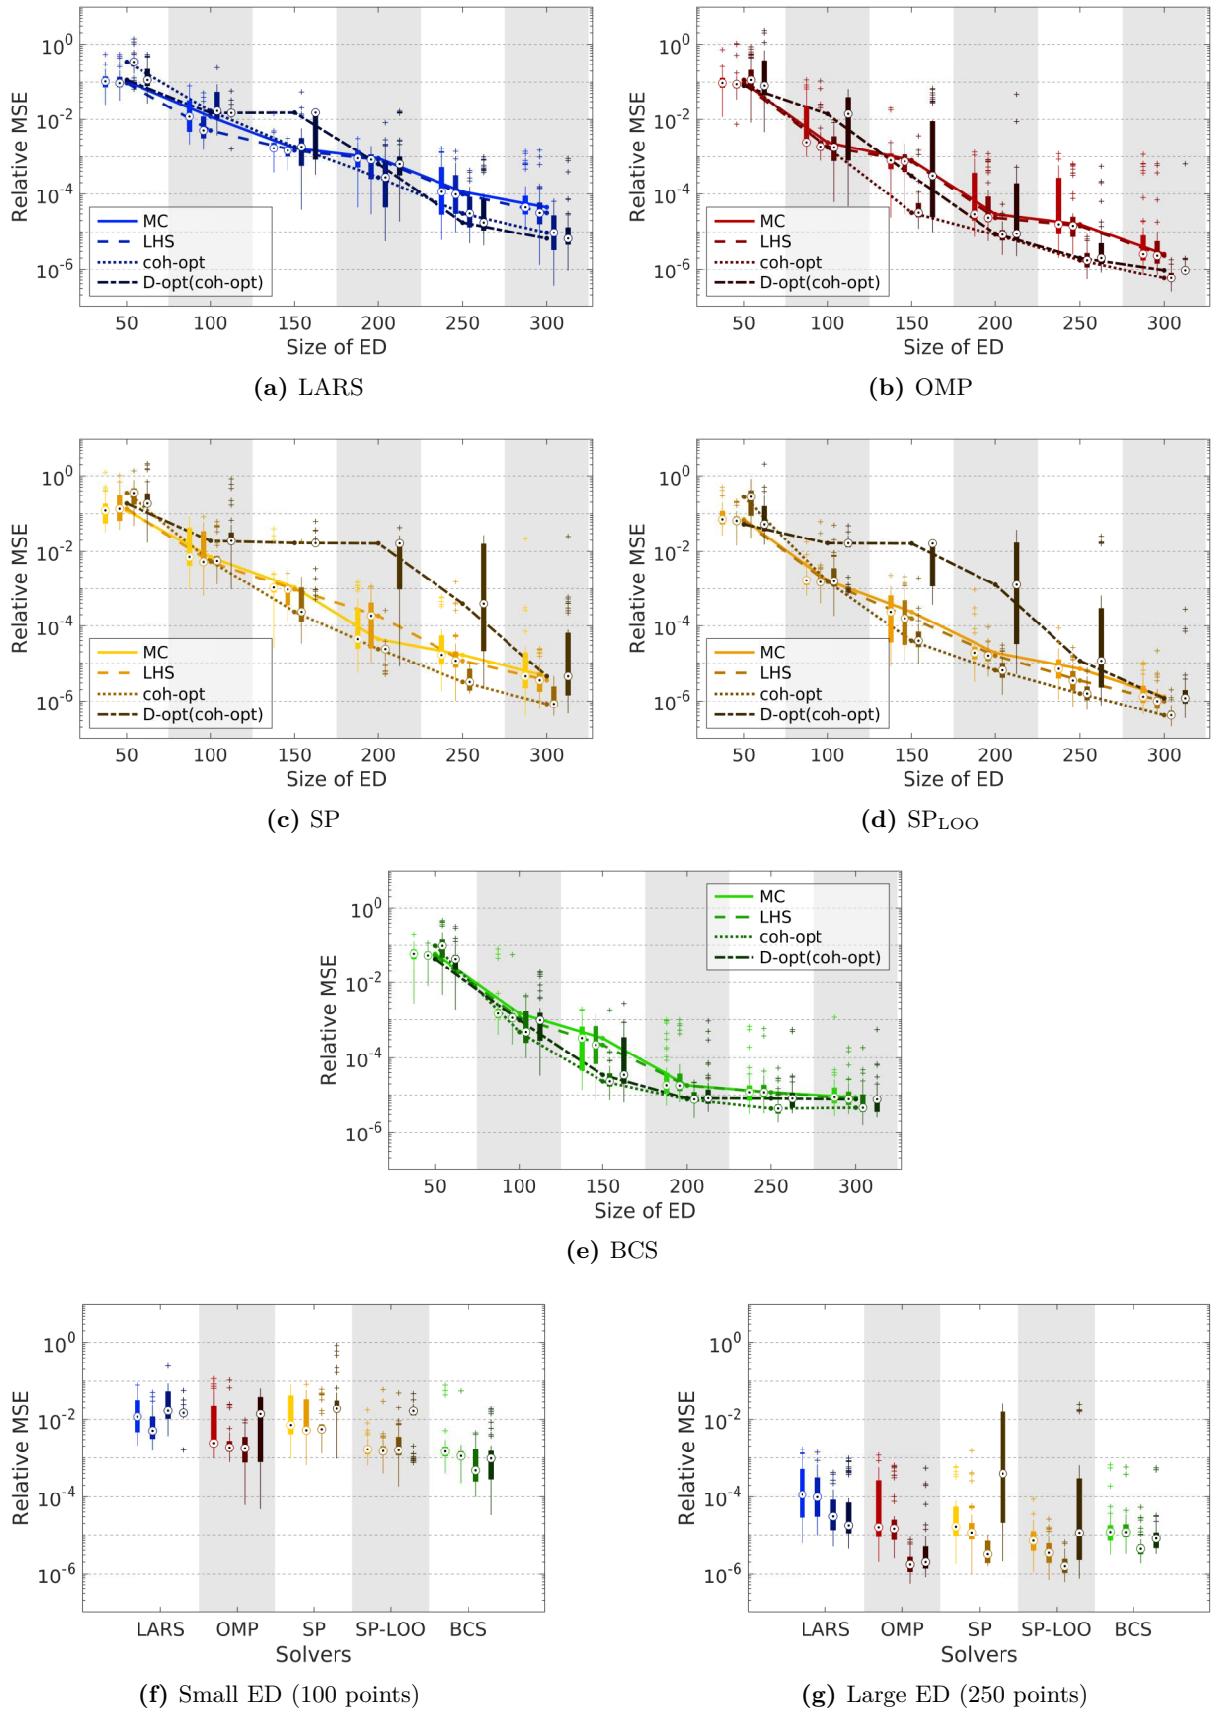 Relative MSE
10^0
10^-2
10^-4
10^-6
MC
LHS
coh-opt
D-opt(coh-opt)
50 100 150 200 250 300
Size of ED
(a) LARS
Relative MSE
10^0
10^-2
10^-4
10^-6
MC
LHS
coh-opt
D-opt(coh-opt)
50 100 150 200 250 300
Size of ED
(b) OMP
Relative MSE
10^0
10^-2
10^-4
10^-6
MC
LHS
coh-opt
D-opt(coh-opt)
50 100 150 200 250 300
Size of ED
(c) SP
Relative MSE
10^0
10^-2
10^-4
10^-6
MC
LHS
coh-opt
D-opt(coh-opt)
50 100 150 200 250 300
Size of ED
(d) SP_LOO
Relative MSE
10^0
10^-2
10^-4
10^-6
MC
LHS
coh-opt
D-opt(coh-opt)
50 100 150 200 250 300
Size of ED
(e) BCS
Relative MSE
10^0
10^-2
10^-4
10^-6
LARS OMP SP SP-LOO BCS
Solvers
(f) Small ED (100 points)
Relative MSE
10^0
10^-2
10^-4
10^-6
LARS OMP SP SP-LOO BCS
Solvers
(g) Large ED (250 points)